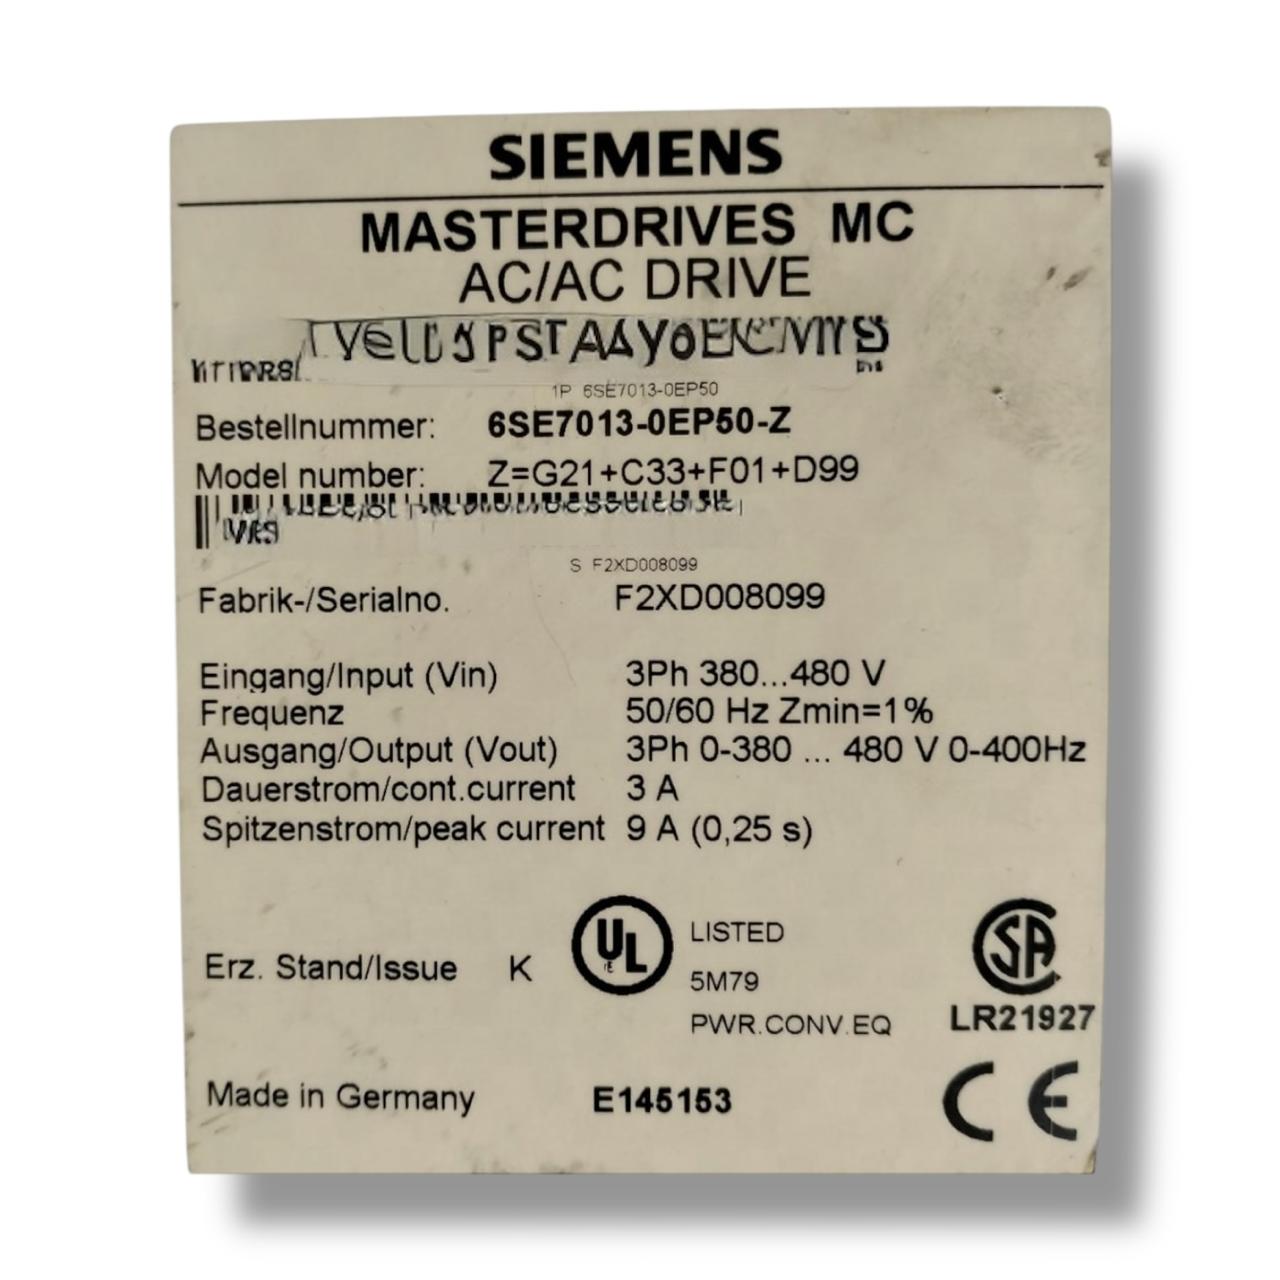 SIEMENS
MASTERDRIVES MC
AC/AC DRIVE
1P 6SE7013-0EP50
Bestellnummer: 6SE7013-0EP50-Z
Model number: Z=G21+C33+F01+D99
S F2XD008099
Fabrik-/Serialno. F2XD008099
Eingang/Input (Vin) 3Ph 380...480 V
Frequenz 50/60 Hz Zmin=1%
Ausgang/Output (Vout) 3Ph 0-380 ... 480 V 0-400Hz
Dauerstrom/cont.current 3 A
Spitzenstrom/peak current 9 A (0,25 s)
UL LISTED
SA
Erz. Stand/Issue K
5M79
PWR.CONV.EQ
LR21927
Made in Germany E145153
CE